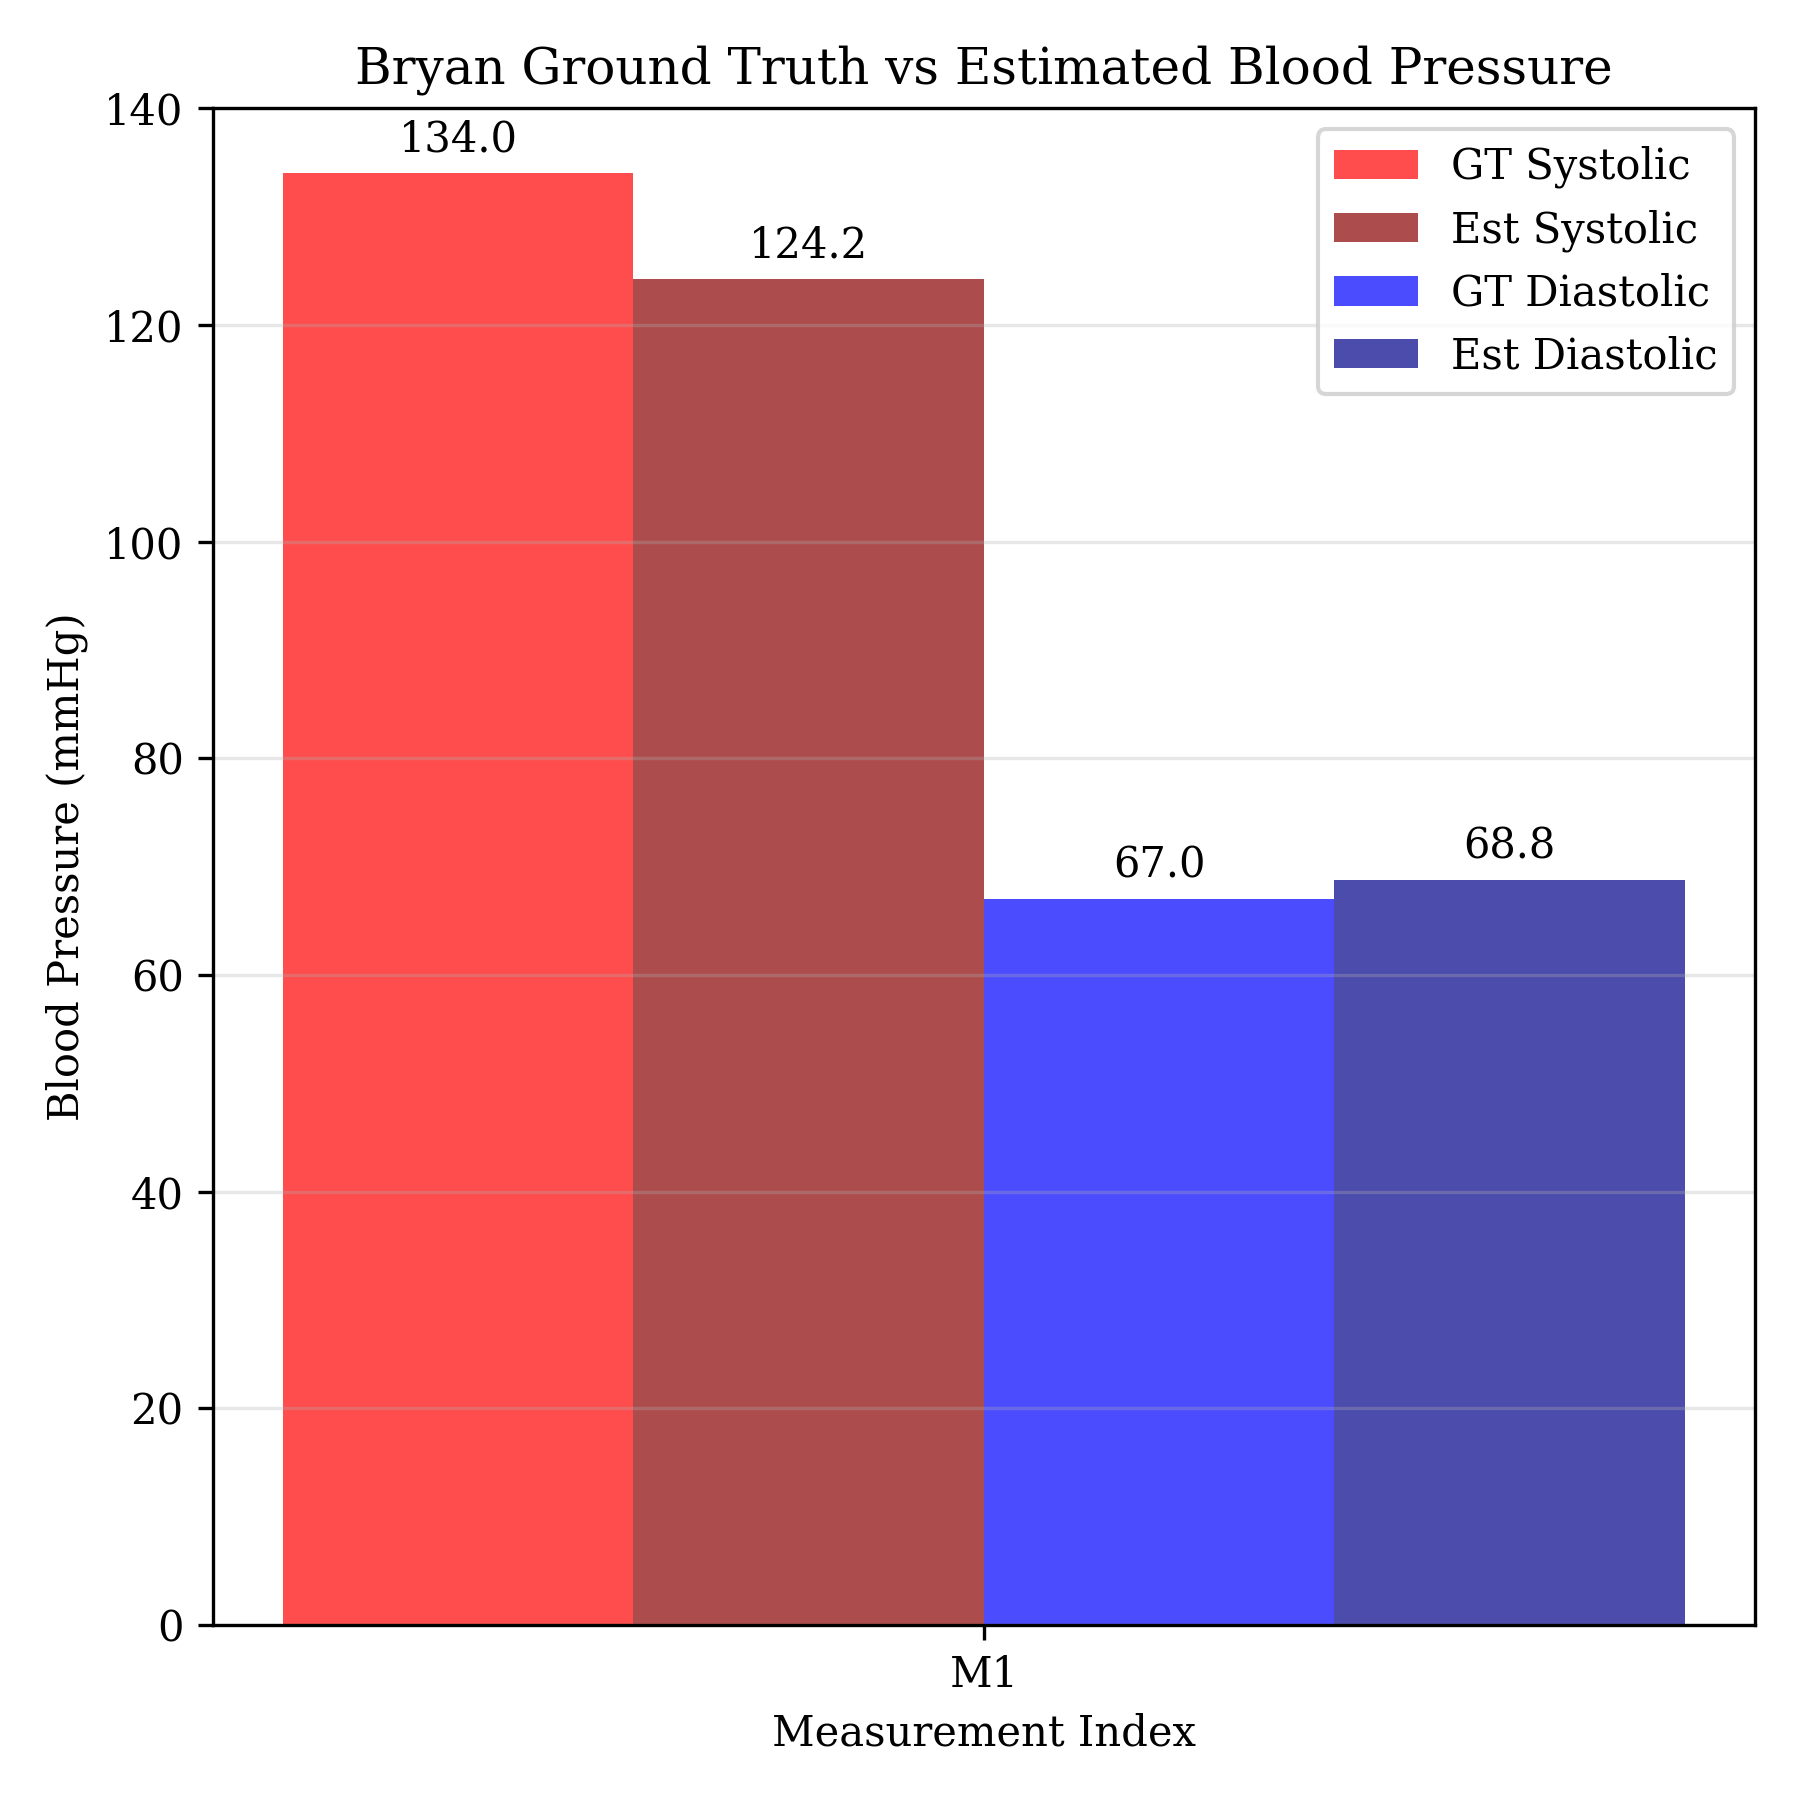 Bryan Ground Truth vs Estimated Blood Pressure
140
120
100
80
60
40
20
0
Blood Pressure (mmHg)
134.0
124.2
67.0
68.8
GT Systolic
Est Systolic
GT Diastolic
Est Diastolic
M1
Measurement Index